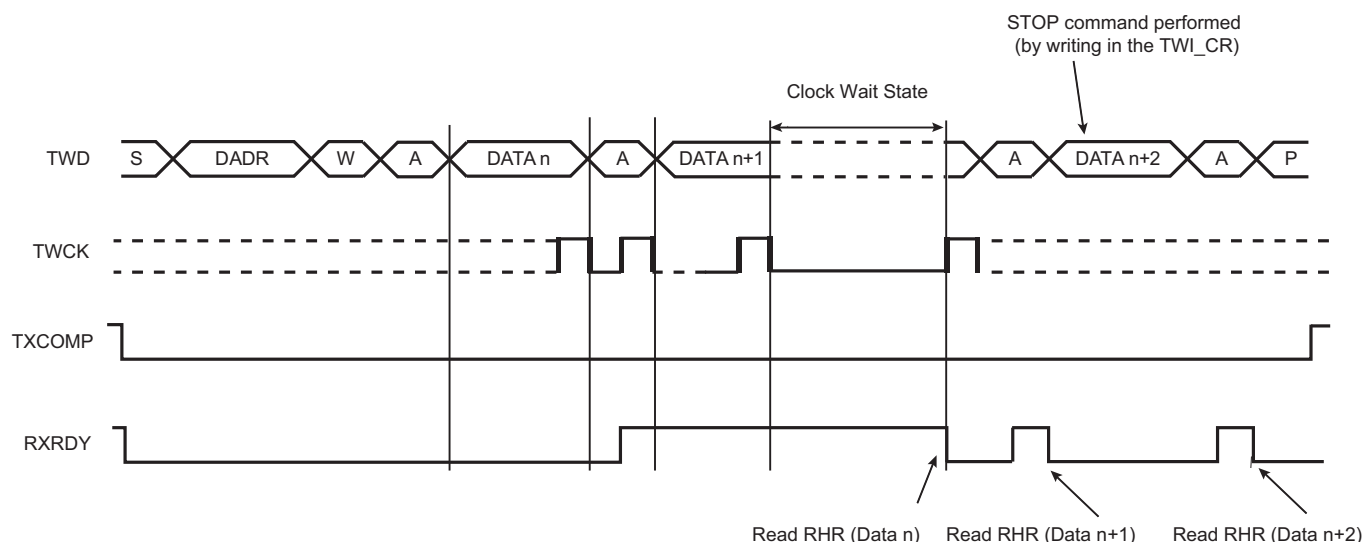 STOP command performed
(by writing in the TWI_CR)
Clock Wait State
TWD S DADR W A DATA n A DATA n+1 A DATA n+2 A P
TWCK
TXCOMP
RXRDY
Read RHR (Data n) Read RHR (Data n+1) Read RHR (Data n+2)